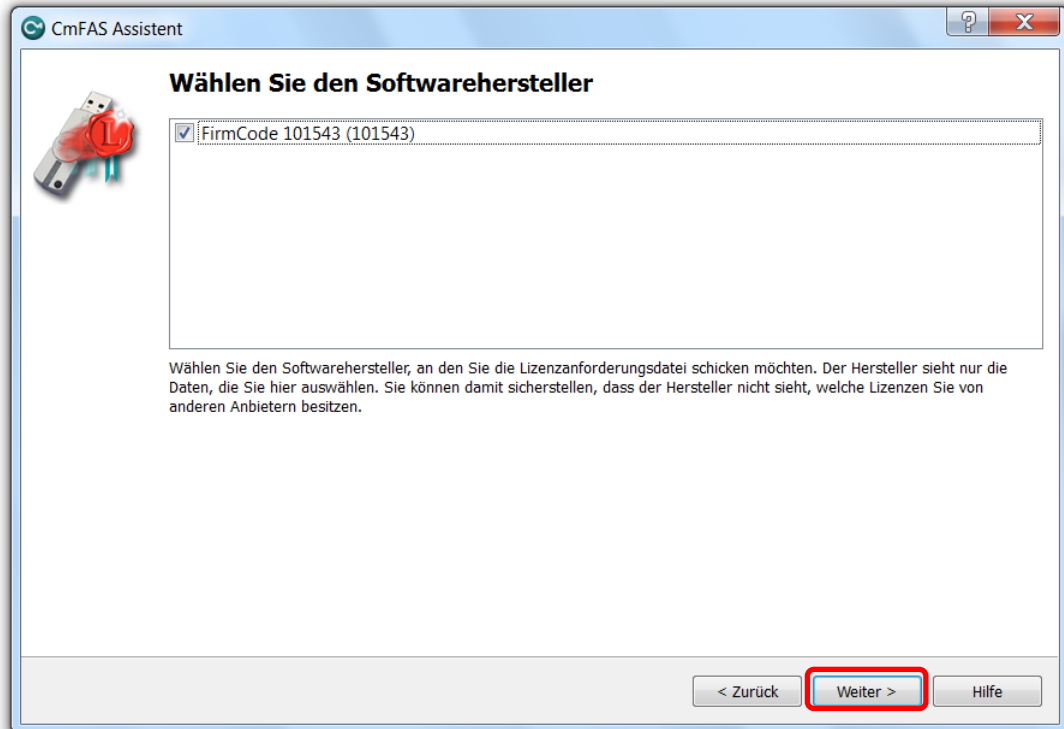 CmFAS Assistent
Wählen Sie den Softwarehersteller
FirmCode 101543 (101543)
Wählen Sie den Softwarehersteller, an den Sie die Lizenzanforderungsdatei schicken möchten. Der Hersteller sieht nur die
Daten, die Sie hier auswählen. Sie können damit sicherstellen, dass der Hersteller nicht sieht, welche Lizenzen Sie von
anderen Anbietern besitzen.
< Zurück
Weiter >
Hilfe